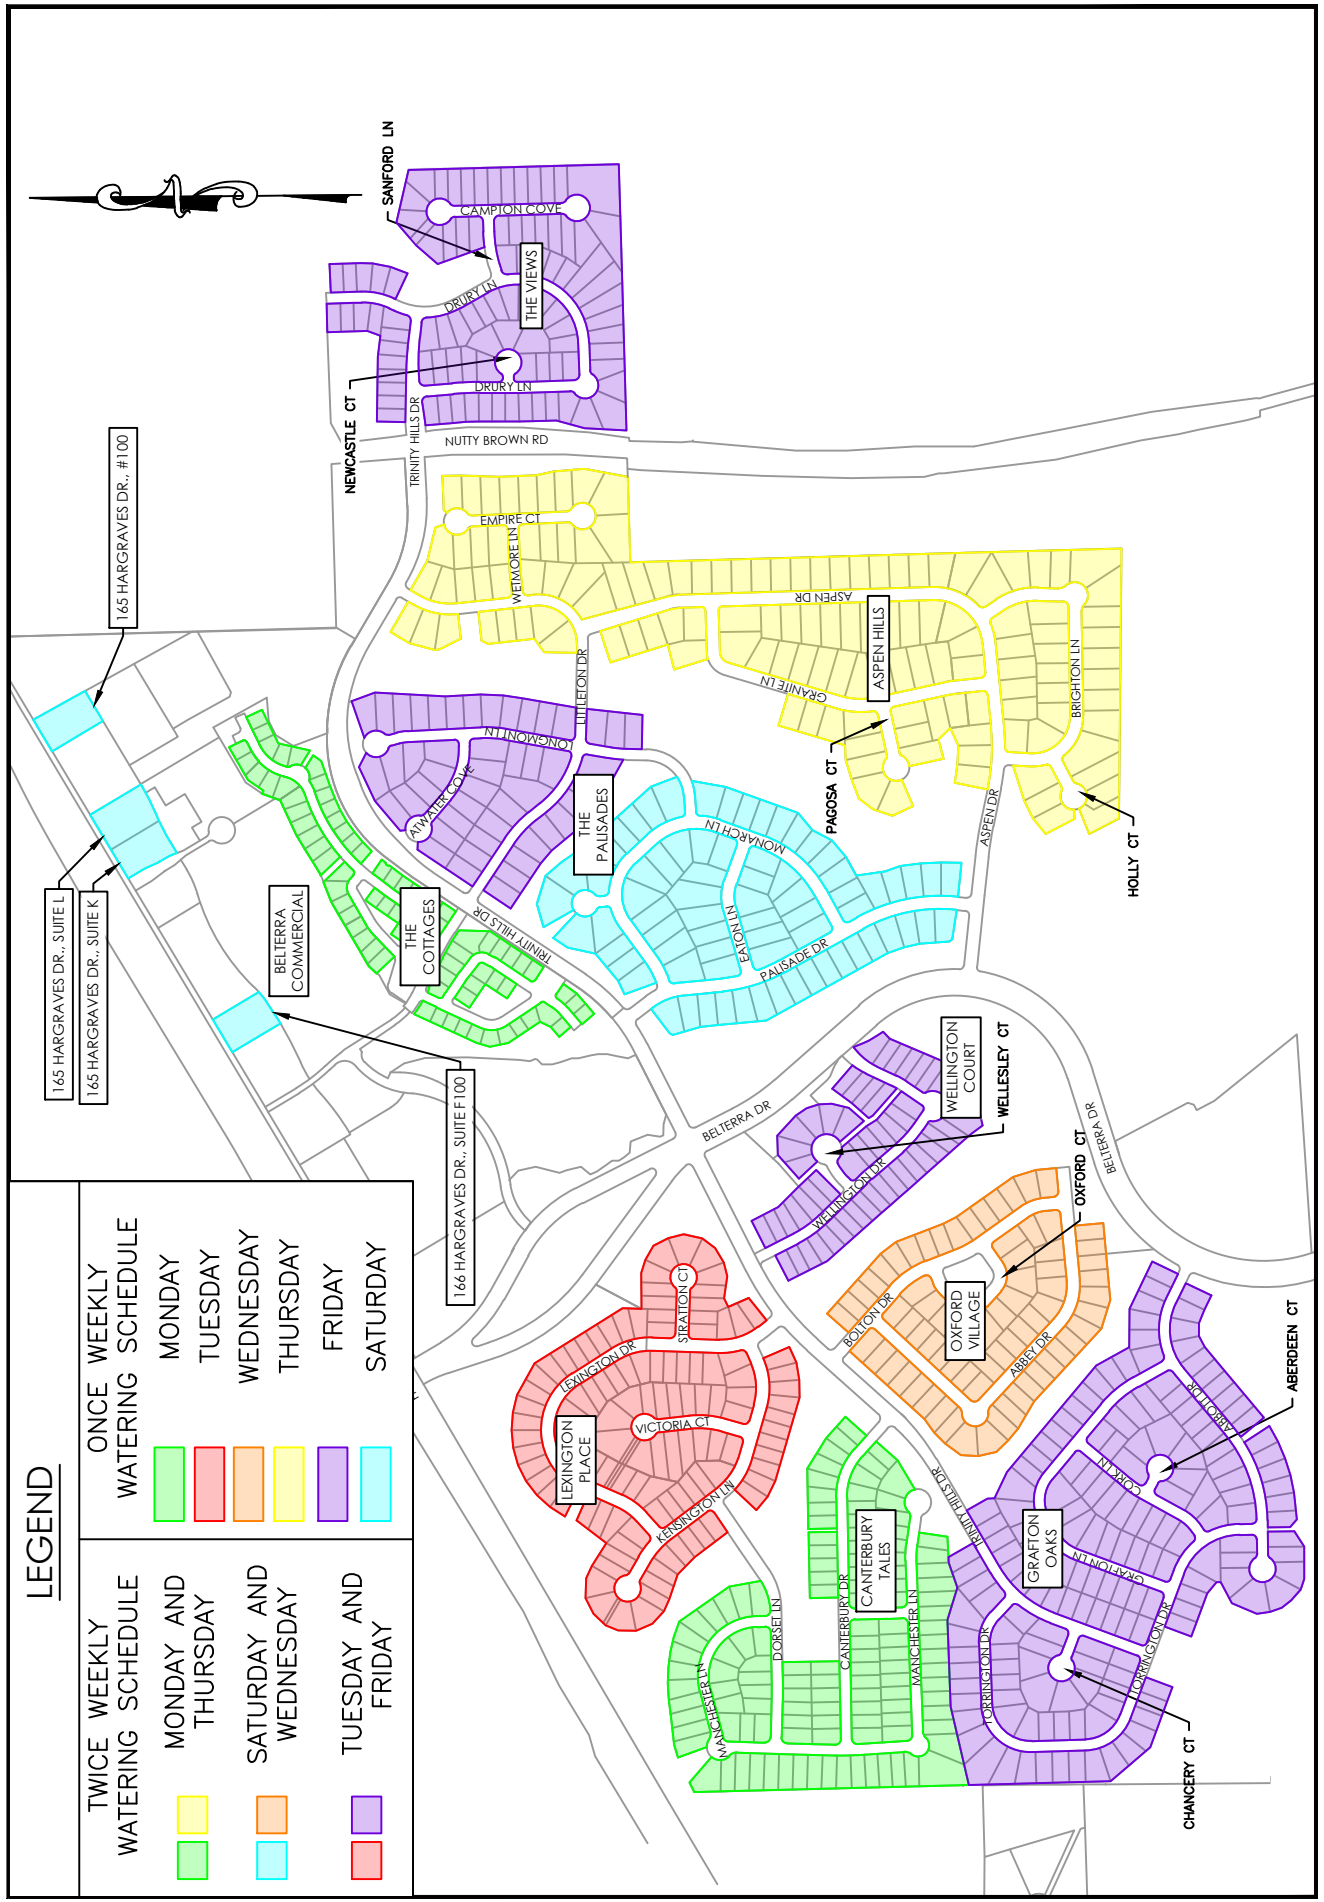 LEGEND
TWICE WEEKLY
WATERING SCHEDULE
MONDAY AND
THURSDAY
SATURDAY AND
WEDNESDAY
TUESDAY AND
FRIDAY
ONCE WEEKLY
WATERING SCHEDULE
MONDAY
TUESDAY
WEDNESDAY
THURSDAY
FRIDAY
SATURDAY
165 HARGRAVES DR., SUITE L
165 HARGRAVES DR., SUITE K
165 HARGRAVES DR., #100
166 HARGRAVES DR., SUITE F100
BELTERRA
COMMERCIAL
THE
COTTAGES
TRINITY HILLS DR
NEWCASTLE CT
SANFORD LN
CAMPTON COVE
THE VIEWS
DRURY LN
DRURY LN
TRINITY HILLS DR
NUTTY BROWN RD
EMPIRE CT
WETMORE LN
LITTLETON DR
ASPEN DR
ASPEN HILLS
GRANITE LN
BRIGHTON LN
PAGOSA CT
HOLLY CT
ASPEN DR
LONGMONT LN
ATWATER COVE
THE
PALISADES
MONARCH LN
EATON LN
PALISADE DR
BELTERRA DR
BELTERRA DR
WELLINGTON
COURT
WELLESLEY CT
WELLINGTON DR
OXFORD CT
OXFORD
VILLAGE
BOLTON DR
ABBEY DR
STRATTON CT
LEXINGTON DR
LEXINGTON
PLACE
VICTORIA CT
KENSINGTON LN
DORSET LN
CANTERBURY DR
CANTERBURY
TALES
MANCHESTER LN
MANCHESTER LN
TRINITY HILLS DR
GRAFTON
OAKS
GRAFTON LN
CORK LN
ABBOTT DR
ABERDEEN CT
TORRINGTON DR
TORRINGTON DR
CHANCERY CT